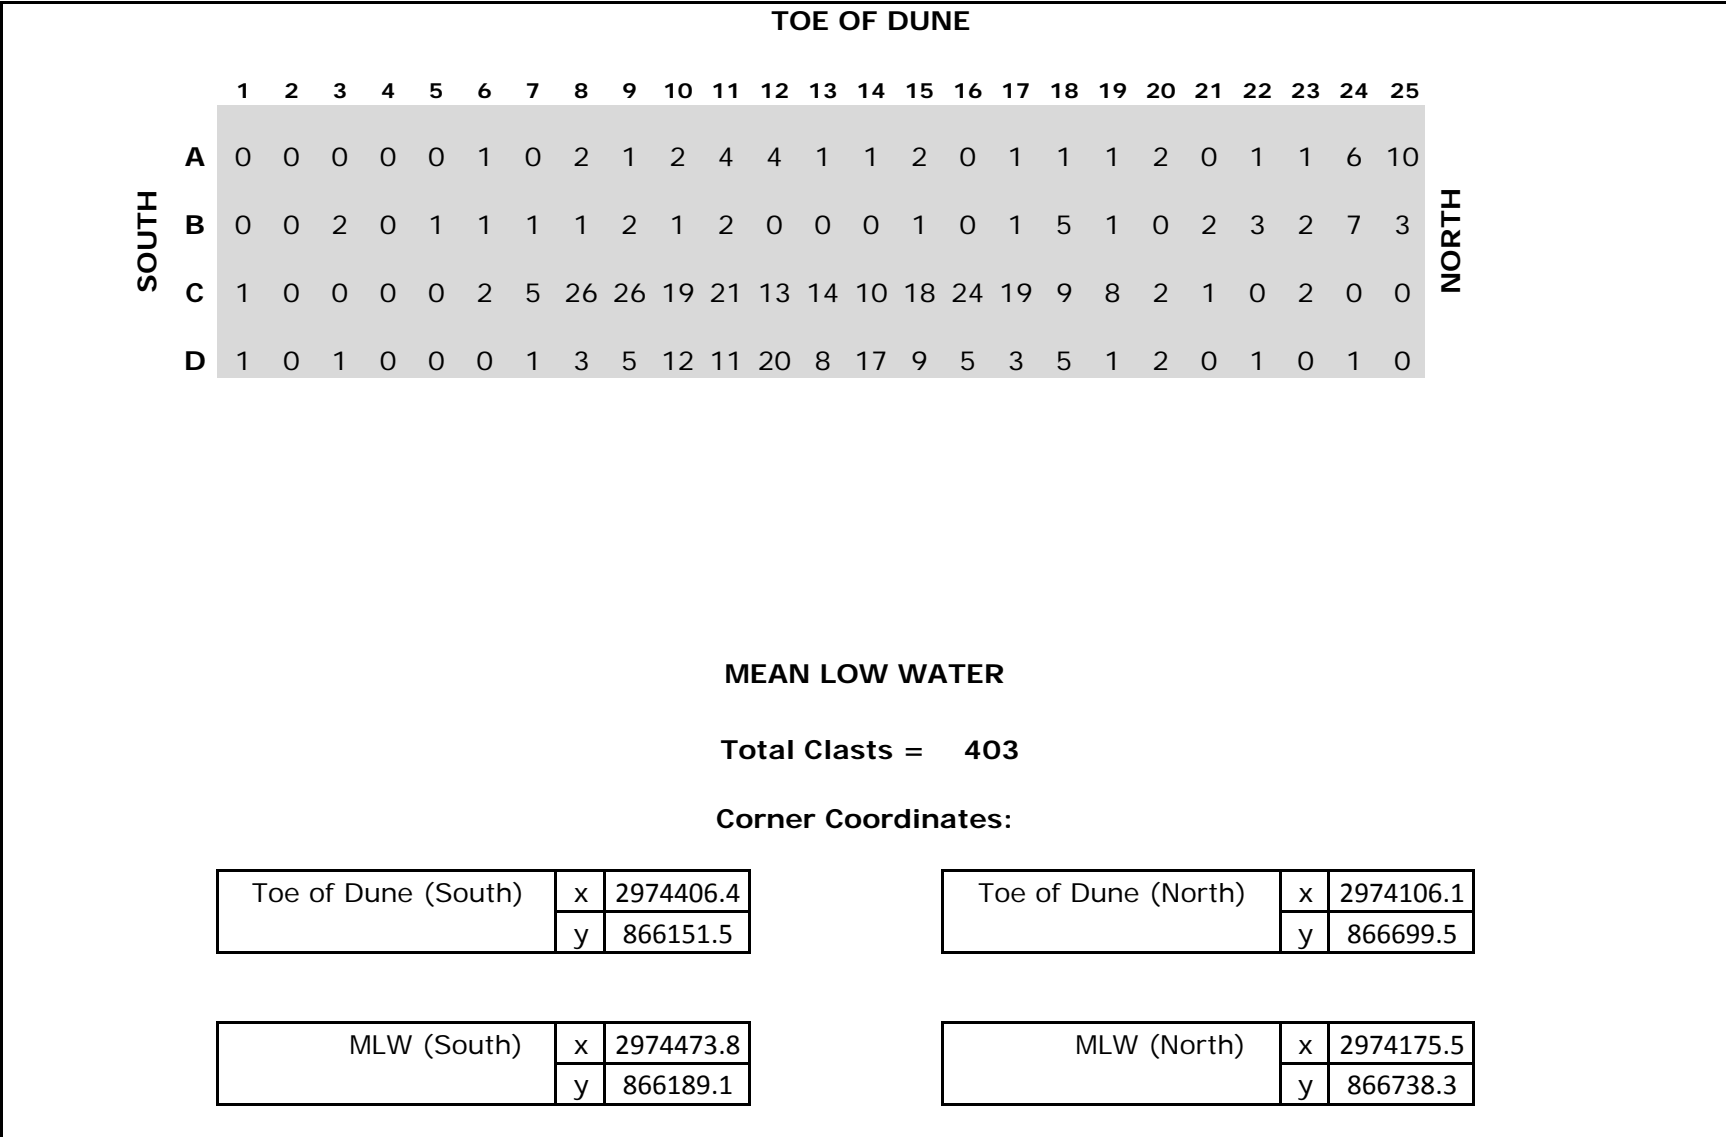 TOE OF DUNE
1 2 3 4 5 6 7 8 9 10 11 12 13 14 15 16 17 18 19 20 21 22 23 24 25
A 0 0 0 0 0 1 0 2 1 2 4 4 1 1 2 0 1 1 1 2 0 1 1 6 10
SOUTH
NORTH
B 0 0 2 0 1 1 1 1 2 1 2 0 0 0 1 0 1 5 1 0 2 3 2 7 3
C 1 0 0 0 0 2 5 26 26 19 21 13 14 10 18 24 19 9 8 2 1 0 2 0 0
D 1 0 1 0 0 0 1 3 5 12 11 20 8 17 9 5 3 5 1 2 0 1 0 1 0
MEAN LOW WATER
Total Clasts = 403
Corner Coordinates:
Toe of Dune (South) x 2974406.4
y 866151.5
Toe of Dune (North) x 2974106.1
y 866699.5
MLW (South) x 2974473.8
y 866189.1
MLW (North) x 2974175.5
y 866738.3